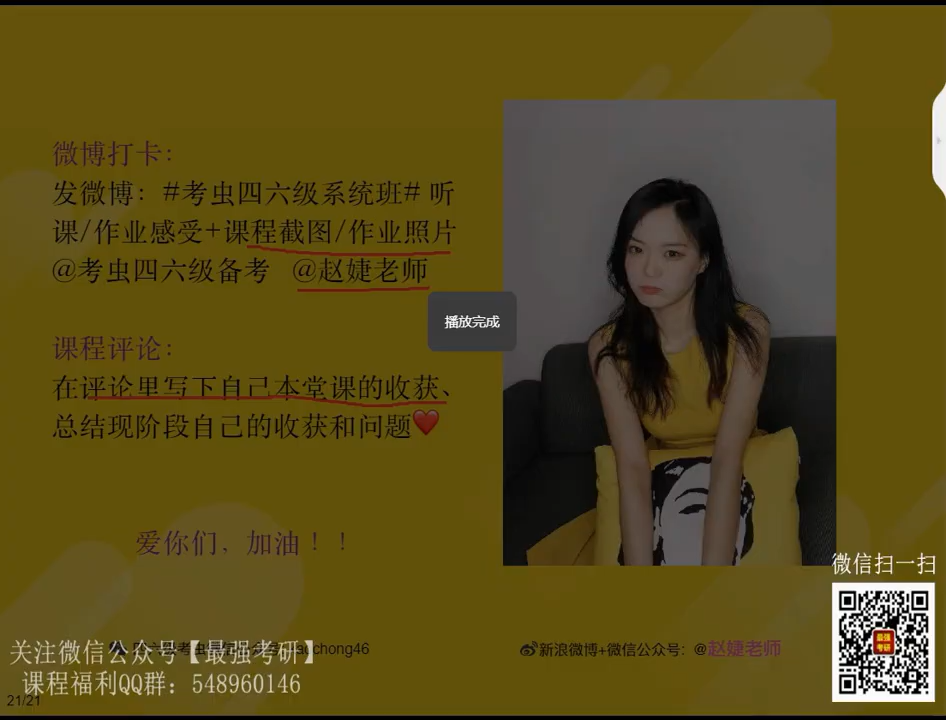 微博打卡：
发微博：#考虫四六级系统班# 听
课/作业感受+课程截图/作业照片
@考虫四六级备考 @赵婕老师
播放完成
课程评论：
在评论里写下自己本堂课的收获、
总结现阶段自己的收获和问题❤️
爱你们，加油！！
微信扫一扫
最强
考研
新浪微博+微信公众号：@赵婕老师
关注微信公众号【最强考研】
课程福利QQ群：548960146
21/21